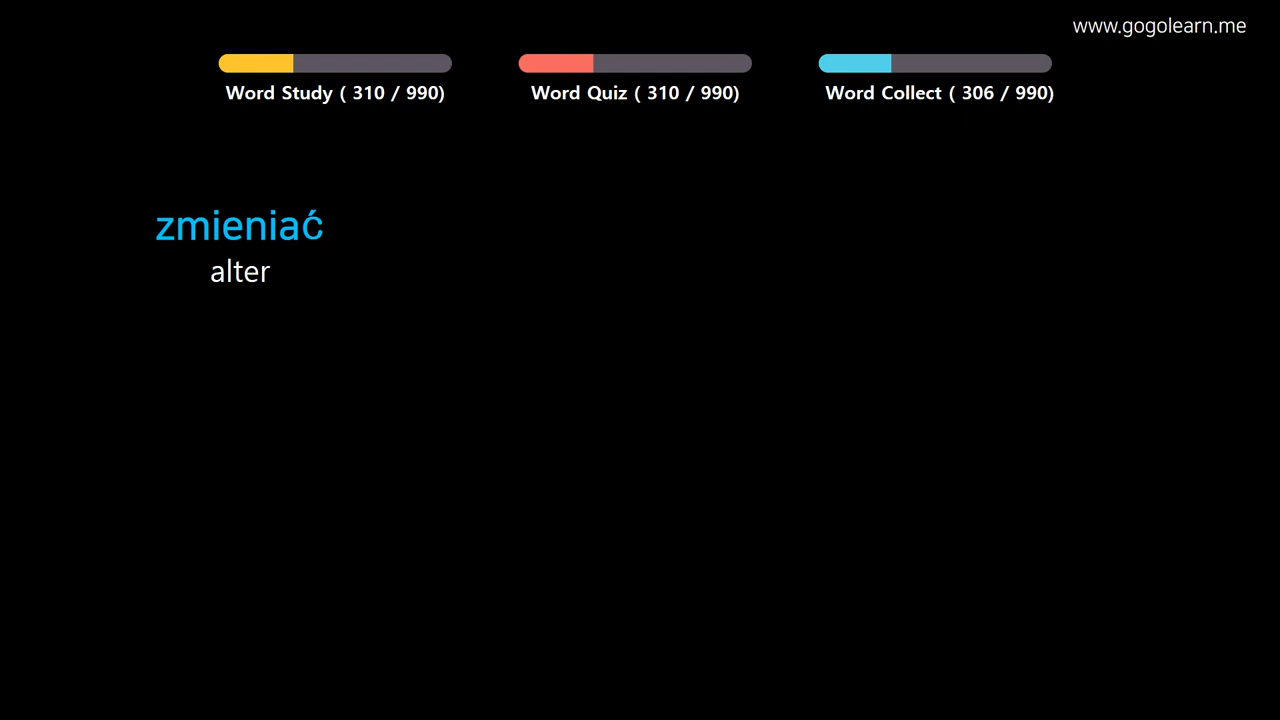 www.gogolearn.me
Word Study ( 310 / 990)
Word Quiz ( 310 / 990)
Word Collect ( 306 / 990)
zmieniać
alter